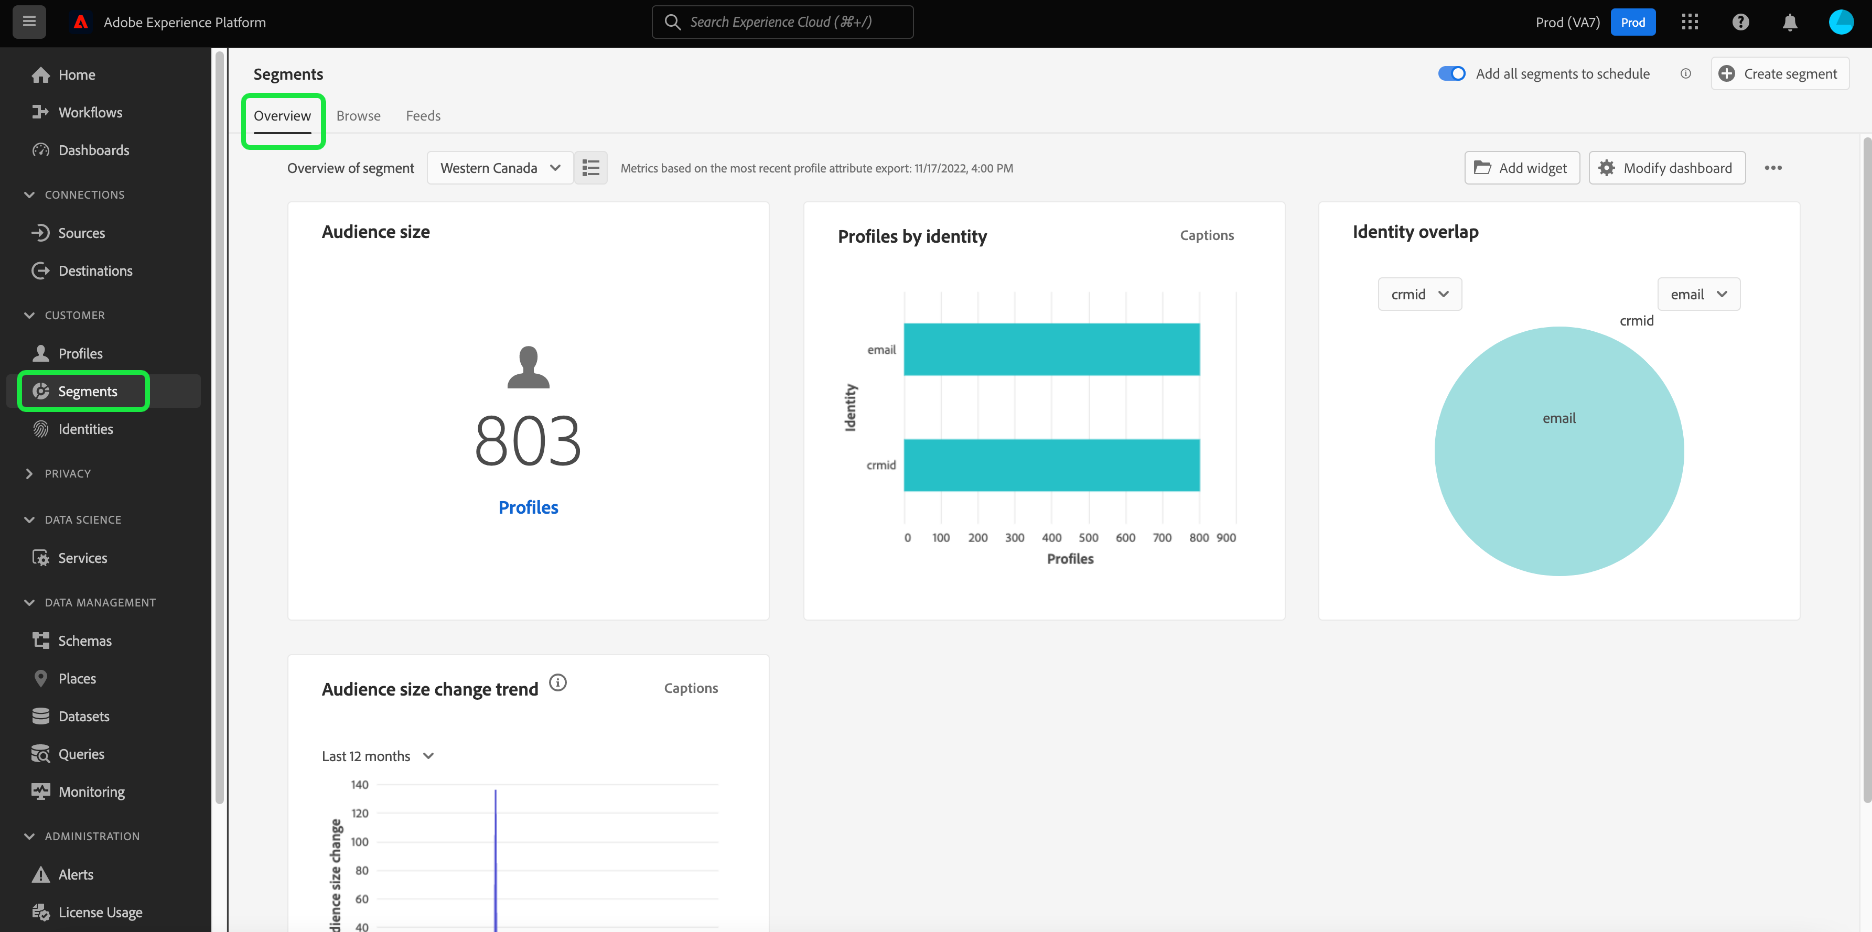 Adobe Experience Platform
Search Experience Cloud (⌘+/)
Prod (VA7)
Prod
Home
Workflows
Dashboards
CONNECTIONS
Sources
Destinations
CUSTOMER
Profiles
Segments
Identities
PRIVACY
DATA SCIENCE
Services
DATA MANAGEMENT
Schemas
Places
Datasets
Queries
Monitoring
ADMINISTRATION
Alerts
License Usage
Segments
Add all segments to schedule
Create segment
Overview
Browse
Feeds
Overview of segment
Western Canada
Metrics based on the most recent profile attribute export: 11/17/2022, 4:00 PM
Add widget
Modify dashboard
Audience size
803
Profiles
Profiles by identity
Captions
Identity
email
crmid
0 100 200 300 400 500 600 700 800 900
Profiles
Identity overlap
crmid
email
crmid
email
Audience size change trend
Captions
Last 12 months
140
120
100
80
60
40
dience size change